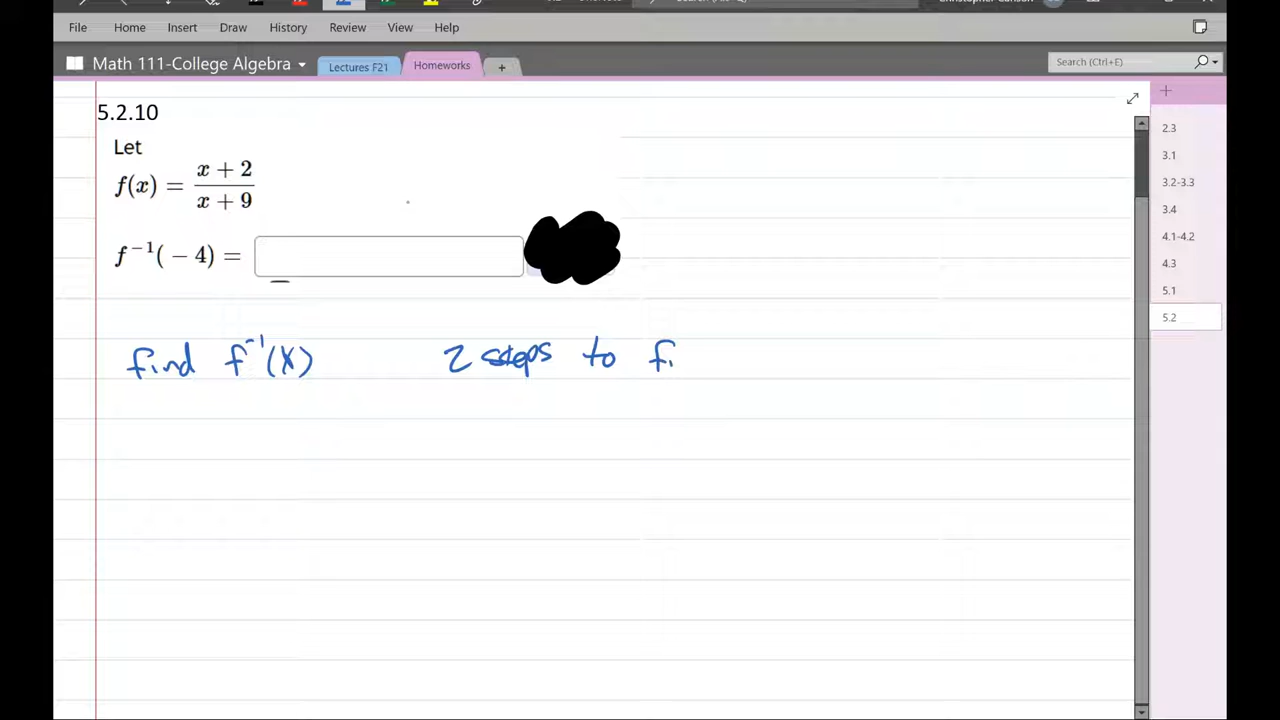 File Home Insert Draw History Review View Help
Math 111-College Algebra Lectures F21 Homeworks + Search (Ctrl+E)
5.2.10
Let
f(x) = \frac{x + 2}{x + 9}
f^{-1}(-4) =
find f^{-1}(x) 2 steps to fi
2.3
3.1
3.2-3.3
3.4
4.1-4.2
4.3
5.1
5.2